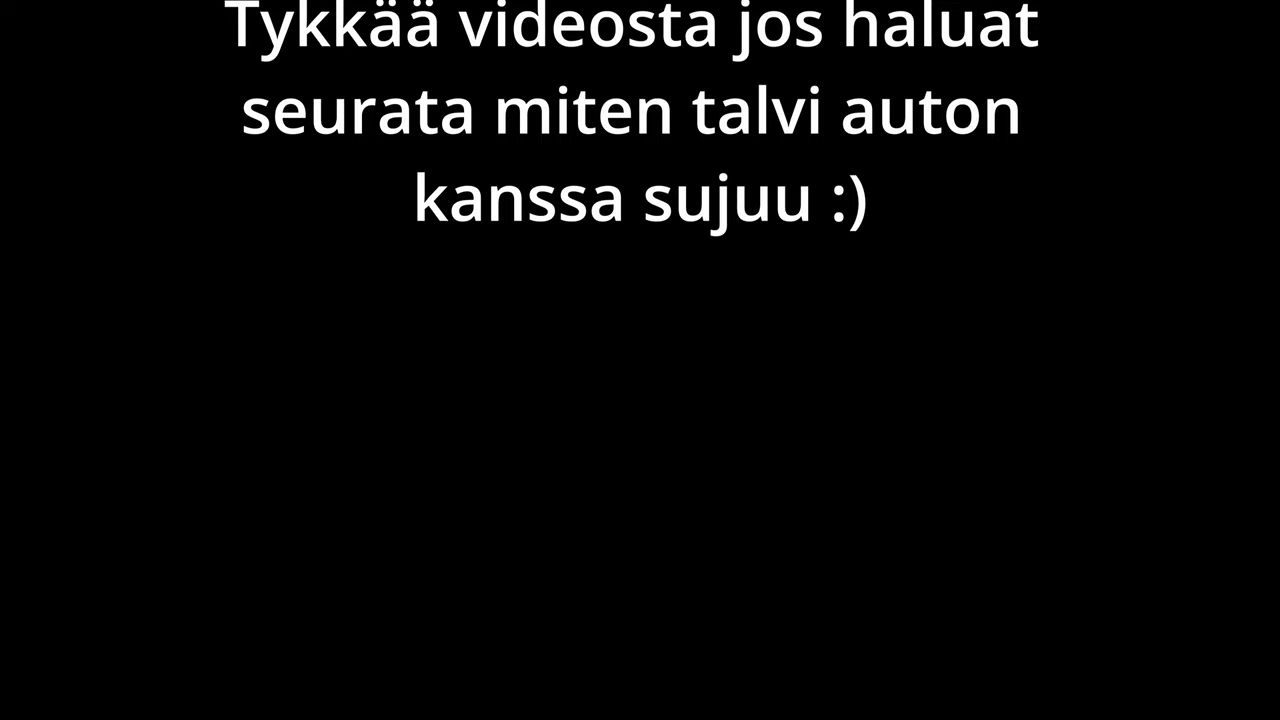 Tykkää videosta jos haluat
seurata miten talvi auton
kanssa sujuu :)